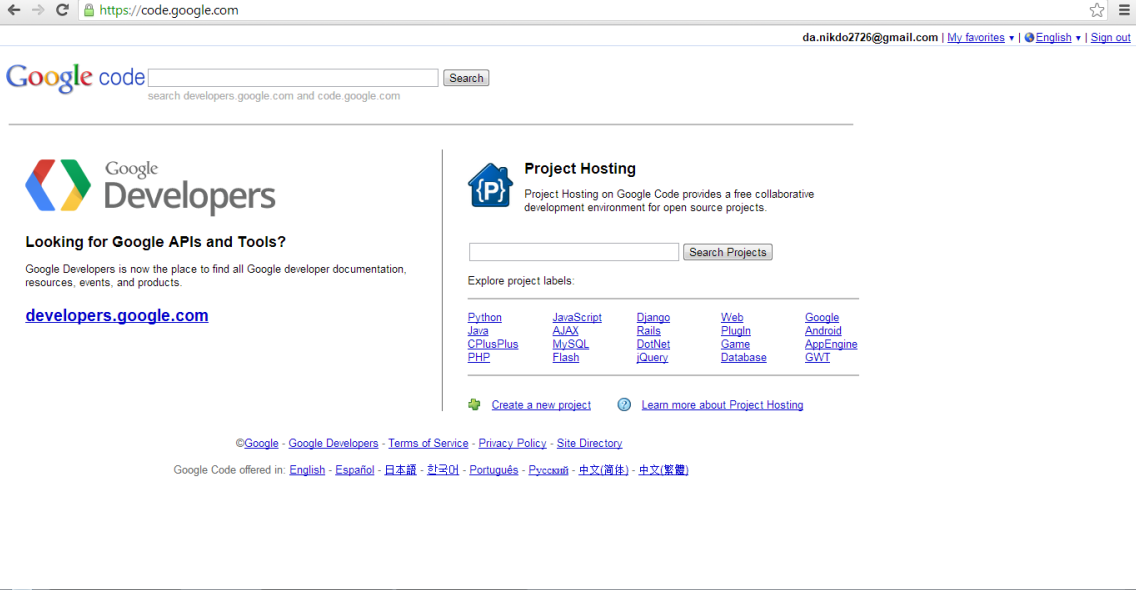 https://code.google.com
da.nikdo2726@gmail.com | My favorites ▼ | English ▼ | Sign out
Google code Search
search developers.google.com and code.google.com
Google
Developers
Looking for Google APIs and Tools?
Google Developers is now the place to find all Google developer documentation,
resources, events, and products.
developers.google.com
{P}
Project Hosting
Project Hosting on Google Code provides a free collaborative
development environment for open source projects.
Search Projects
Explore project labels:
Python JavaScript Django Web Google
Java AJAX Rails PlugIn Android
CPlusPlus MySQL DotNet Game AppEngine
PHP Flash jQuery Database GWT
Create a new project ? Learn more about Project Hosting
©Google - Google Developers - Terms of Service - Privacy Policy - Site Directory
Google Code offered in: English - Español - 日本語 - 한국어 - Português - Русский - 中文(简体) - 中文(繁體)